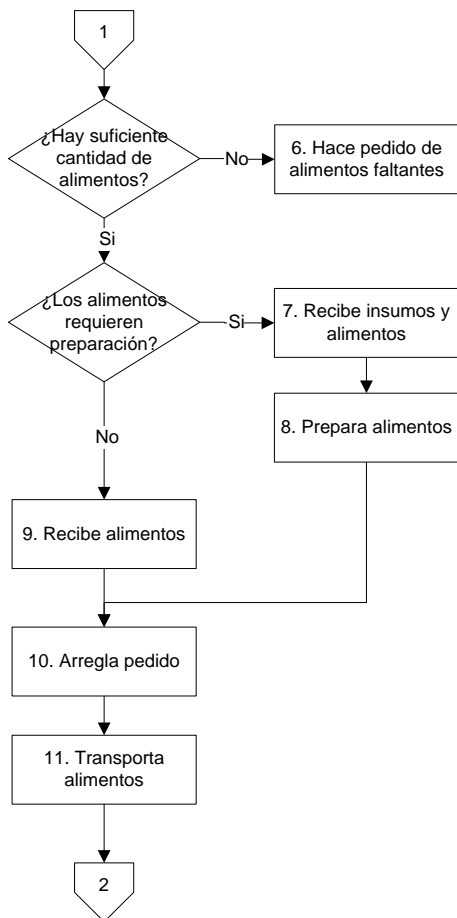 1
¿Hay suficiente
cantidad de
alimentos?
No
6. Hace pedido de
alimentos faltantes
Si
¿Los alimentos
requieren
preparación?
Si
7. Recibe insumos y
alimentos
8. Prepara alimentos
No
9. Recibe alimentos
10. Arregla pedido
11. Transporta
alimentos
2